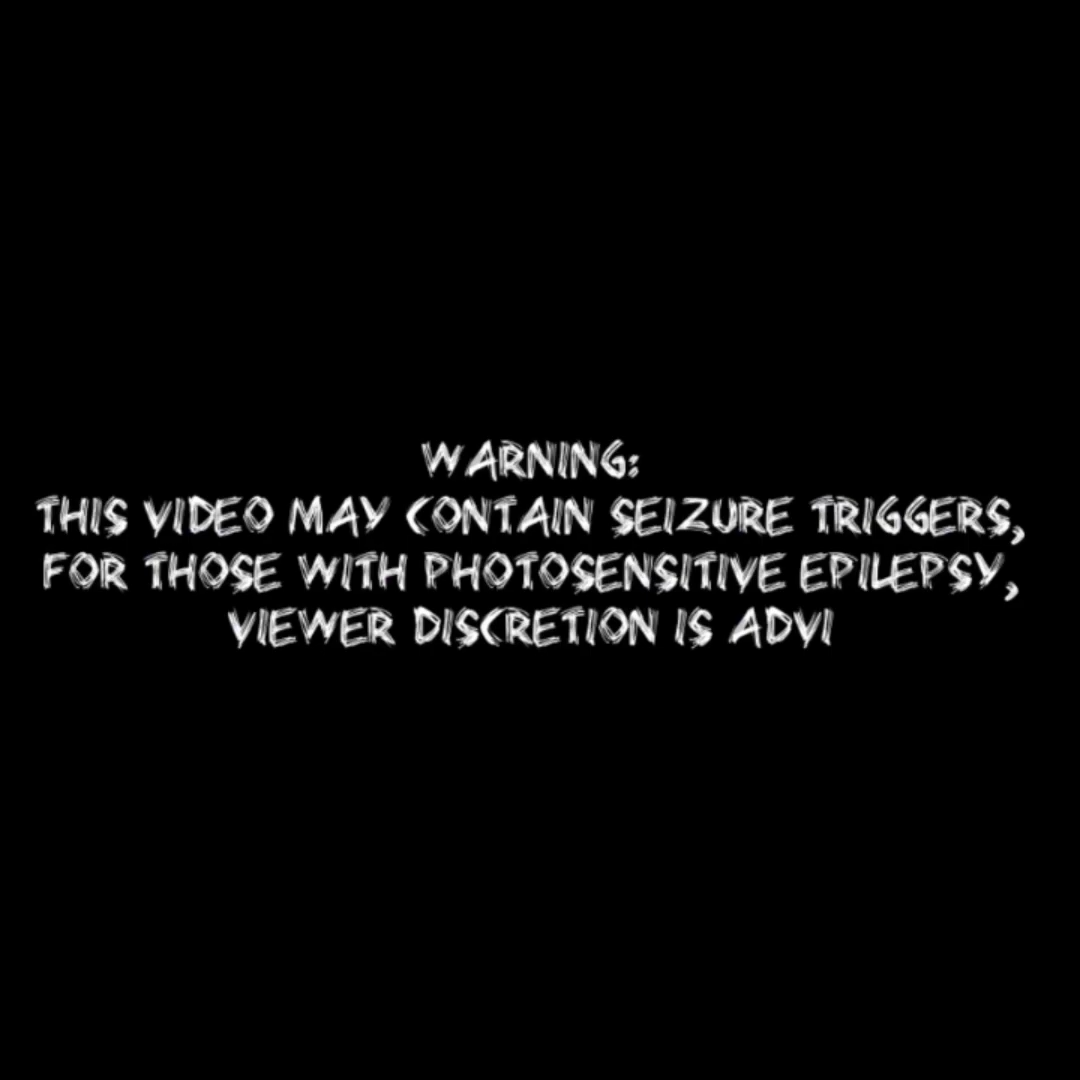 WARNING:
THIS VIDEO MAY CONTAIN SEIZURE TRIGGERS,
FOR THOSE WITH PHOTOSENSITIVE EPILEPSY,
VIEWER DISCRETION IS ADVI